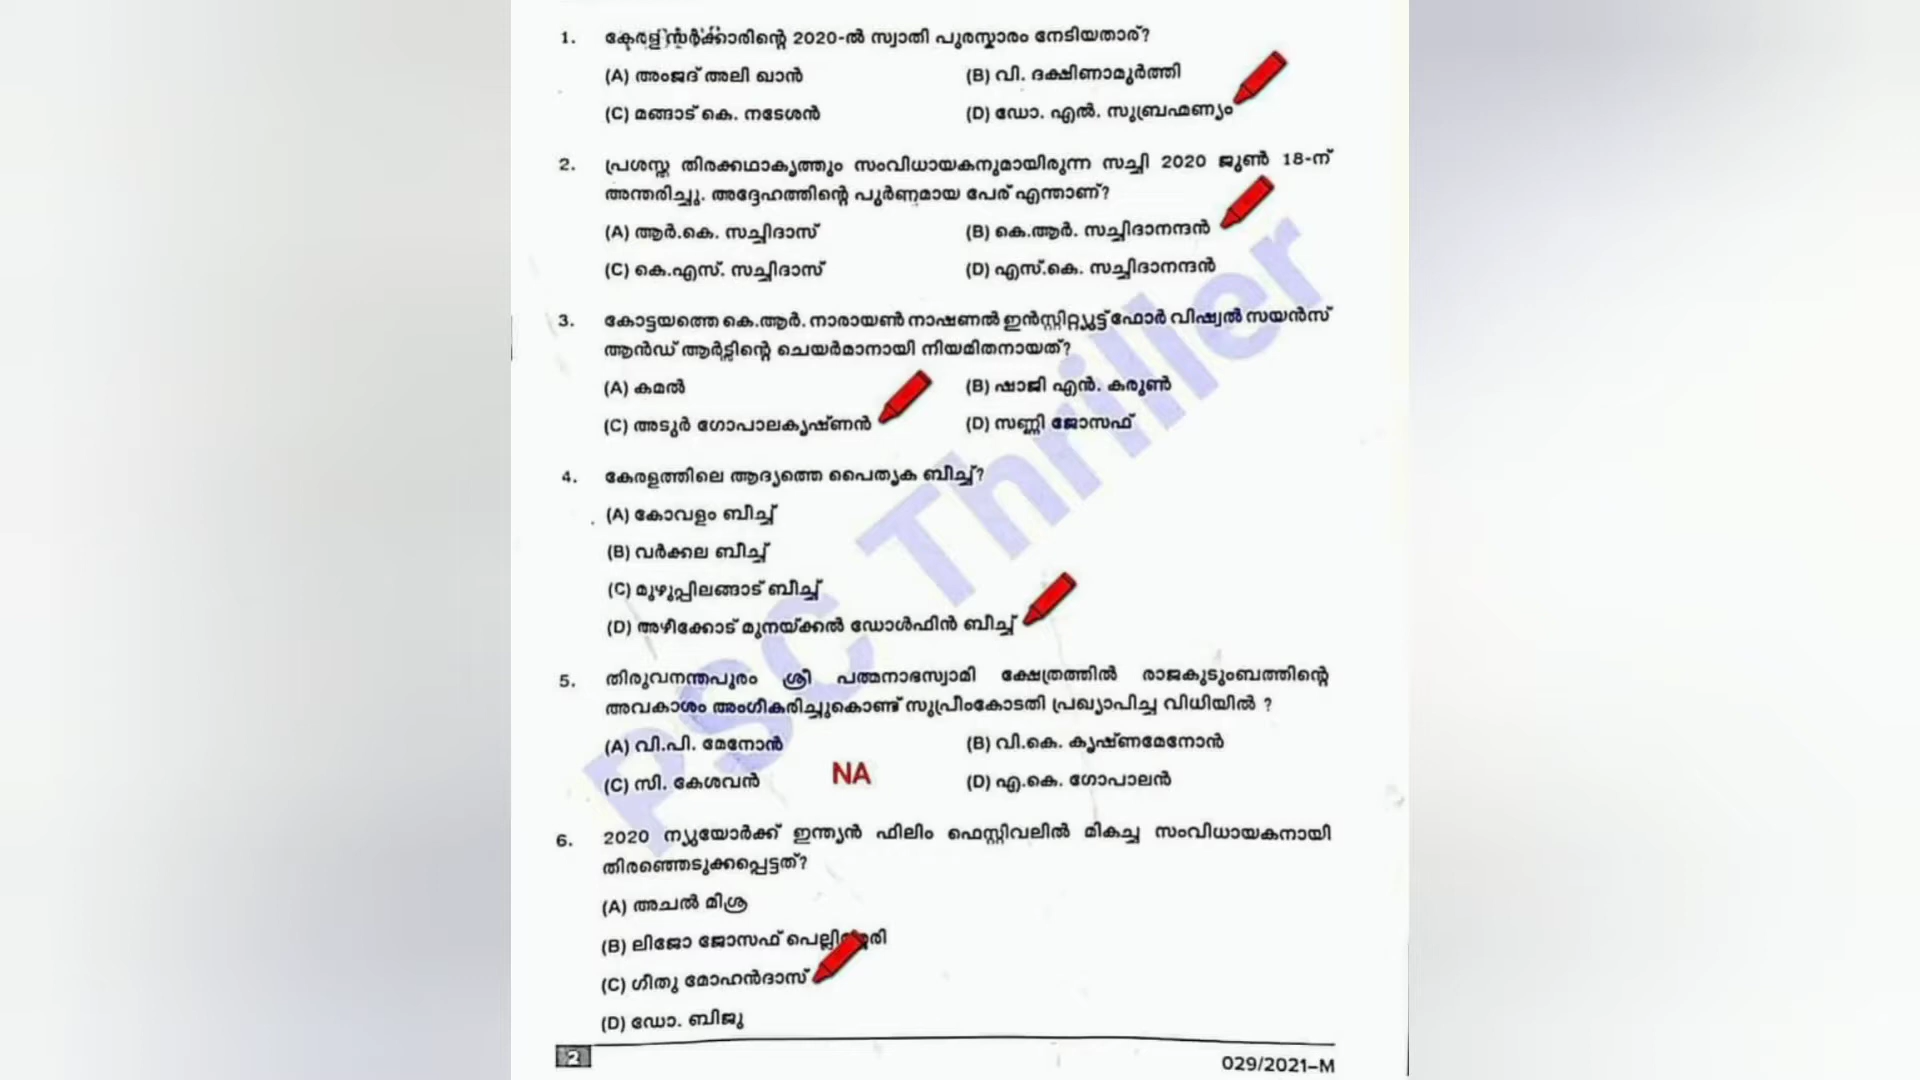 1. കേരള സർക്കാരിന്റെ 2020-ൽ സ്വാതി പുരസ്കാരം നേടിയതാര്?
(A) അംജദ് അലി ഖാൻ (B) വി. ദക്ഷിണാമൂർത്തി
(C) മങ്ങാട് കെ. നടേശൻ (D) ഡോ. എൽ. സുബ്രഹ്മണ്യം
2. പ്രശസ്ത തിരക്കഥാകൃത്തും സംവിധായകനുമായിരുന്ന സച്ചി 2020 ജൂൺ 18-ന്
അന്തരിച്ചു. അദ്ദേഹത്തിന്റെ പൂർണ്ണമായ പേര് എന്താണ്?
(A) ആർ.കെ. സച്ചിദാസ് (B) കെ.ആർ. സച്ചിദാനന്ദൻ
(C) കെ.എസ്. സച്ചിദാസ് (D) എസ്.കെ. സച്ചിദാനന്ദൻ
3. കോട്ടയത്തെ കെ.ആർ. നാരായൺ നാഷണൽ ഇൻസ്റ്റിറ്റ്യൂട്ട് ഫോർ വിഷ്വൽ സയൻസ്
ആൻഡ് ആർട്ട്സിന്റെ ചെയർമാനായി നിയമിതനായത്?
(A) കമൽ (B) ഷാജി എൻ. കരുൺ
(C) അടൂർ ഗോപാലകൃഷ്ണൻ (D) സണ്ണി ജോസഫ്
4. കേരളത്തിലെ ആദ്യത്തെ പൈതൃക ബീച്ച്?
(A) കോവളം ബീച്ച്
(B) വർക്കല ബീച്ച്
(C) മുഴുപ്പിലങ്ങാട് ബീച്ച്
(D) അഴീക്കോട് മുനയ്ക്കൽ ഡോൾഫിൻ ബീച്ച്
5. തിരുവനന്തപുരം ശ്രീ പത്മനാഭസ്വാമി ക്ഷേത്രത്തിൽ രാജകുടുംബത്തിന്റെ
അവകാശം അംഗീകരിച്ചുകൊണ്ട് സുപ്രീംകോടതി പ്രഖ്യാപിച്ച വിധിയിൽ ?
(A) വി.പി. മേനോൻ (B) വി.കെ. കൃഷ്ണമേനോൻ
(C) സി. കേശവൻ NA (D) എ.കെ. ഗോപാലൻ
6. 2020 ന്യൂയോർക്ക് ഇന്ത്യൻ ഫിലിം ഫെസ്റ്റിവലിൽ മികച്ച സംവിധായകനായി
തിരഞ്ഞെടുക്കപ്പെട്ടത്?
(A) അചൽ മിശ്ര
(B) ലിജോ ജോസഫ്
(C) ഗീതു മോഹൻദാസ്
(D) ഡോ. ബിജു
2 029/2021–M
PSC Thriller